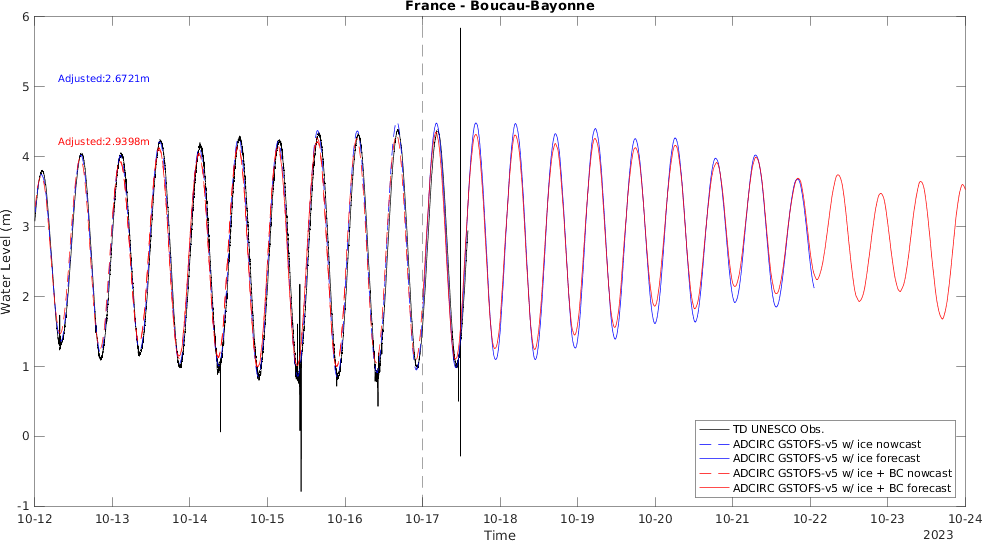 France - Boucau-Bayonne
Water Level (m)
6
5
4
3
2
1
0
-1
Adjusted:2.6721m
Adjusted:2.9398m
TD UNESCO Obs.
ADCIRC GSTOFS-v5 w/ ice nowcast
ADCIRC GSTOFS-v5 w/ ice forecast
ADCIRC GSTOFS-v5 w/ ice + BC nowcast
ADCIRC GSTOFS-v5 w/ ice + BC forecast
10-12 10-13 10-14 10-15 10-16 10-17 10-18 10-19 10-20 10-21 10-22 10-23 10-24
Time
2023